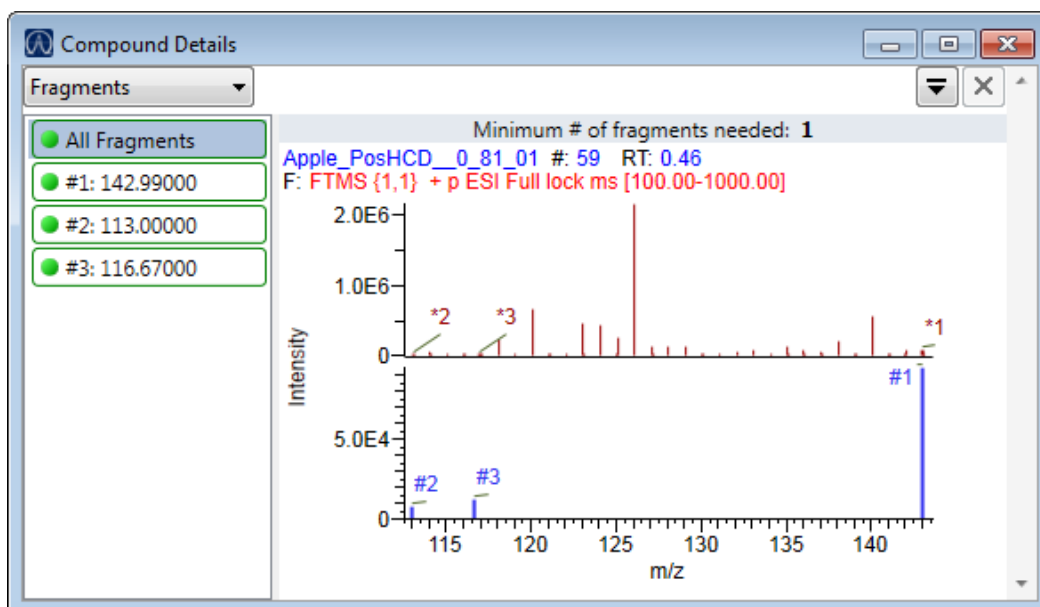 Compound Details
Fragments
All Fragments
#1: 142.99000
#2: 113.00000
#3: 116.67000
Minimum # of fragments needed: 1
Apple_PosHCD__0_81_01 #: 59 RT: 0.46
F: FTMS {1,1} + p ESI Full lock ms [100.00-1000.00]
2.0E6
1.0E6
0
*2
*3
*1
Intensity
5.0E4
0
#2
#3
#1
115 120 125 130 135 140
m/z